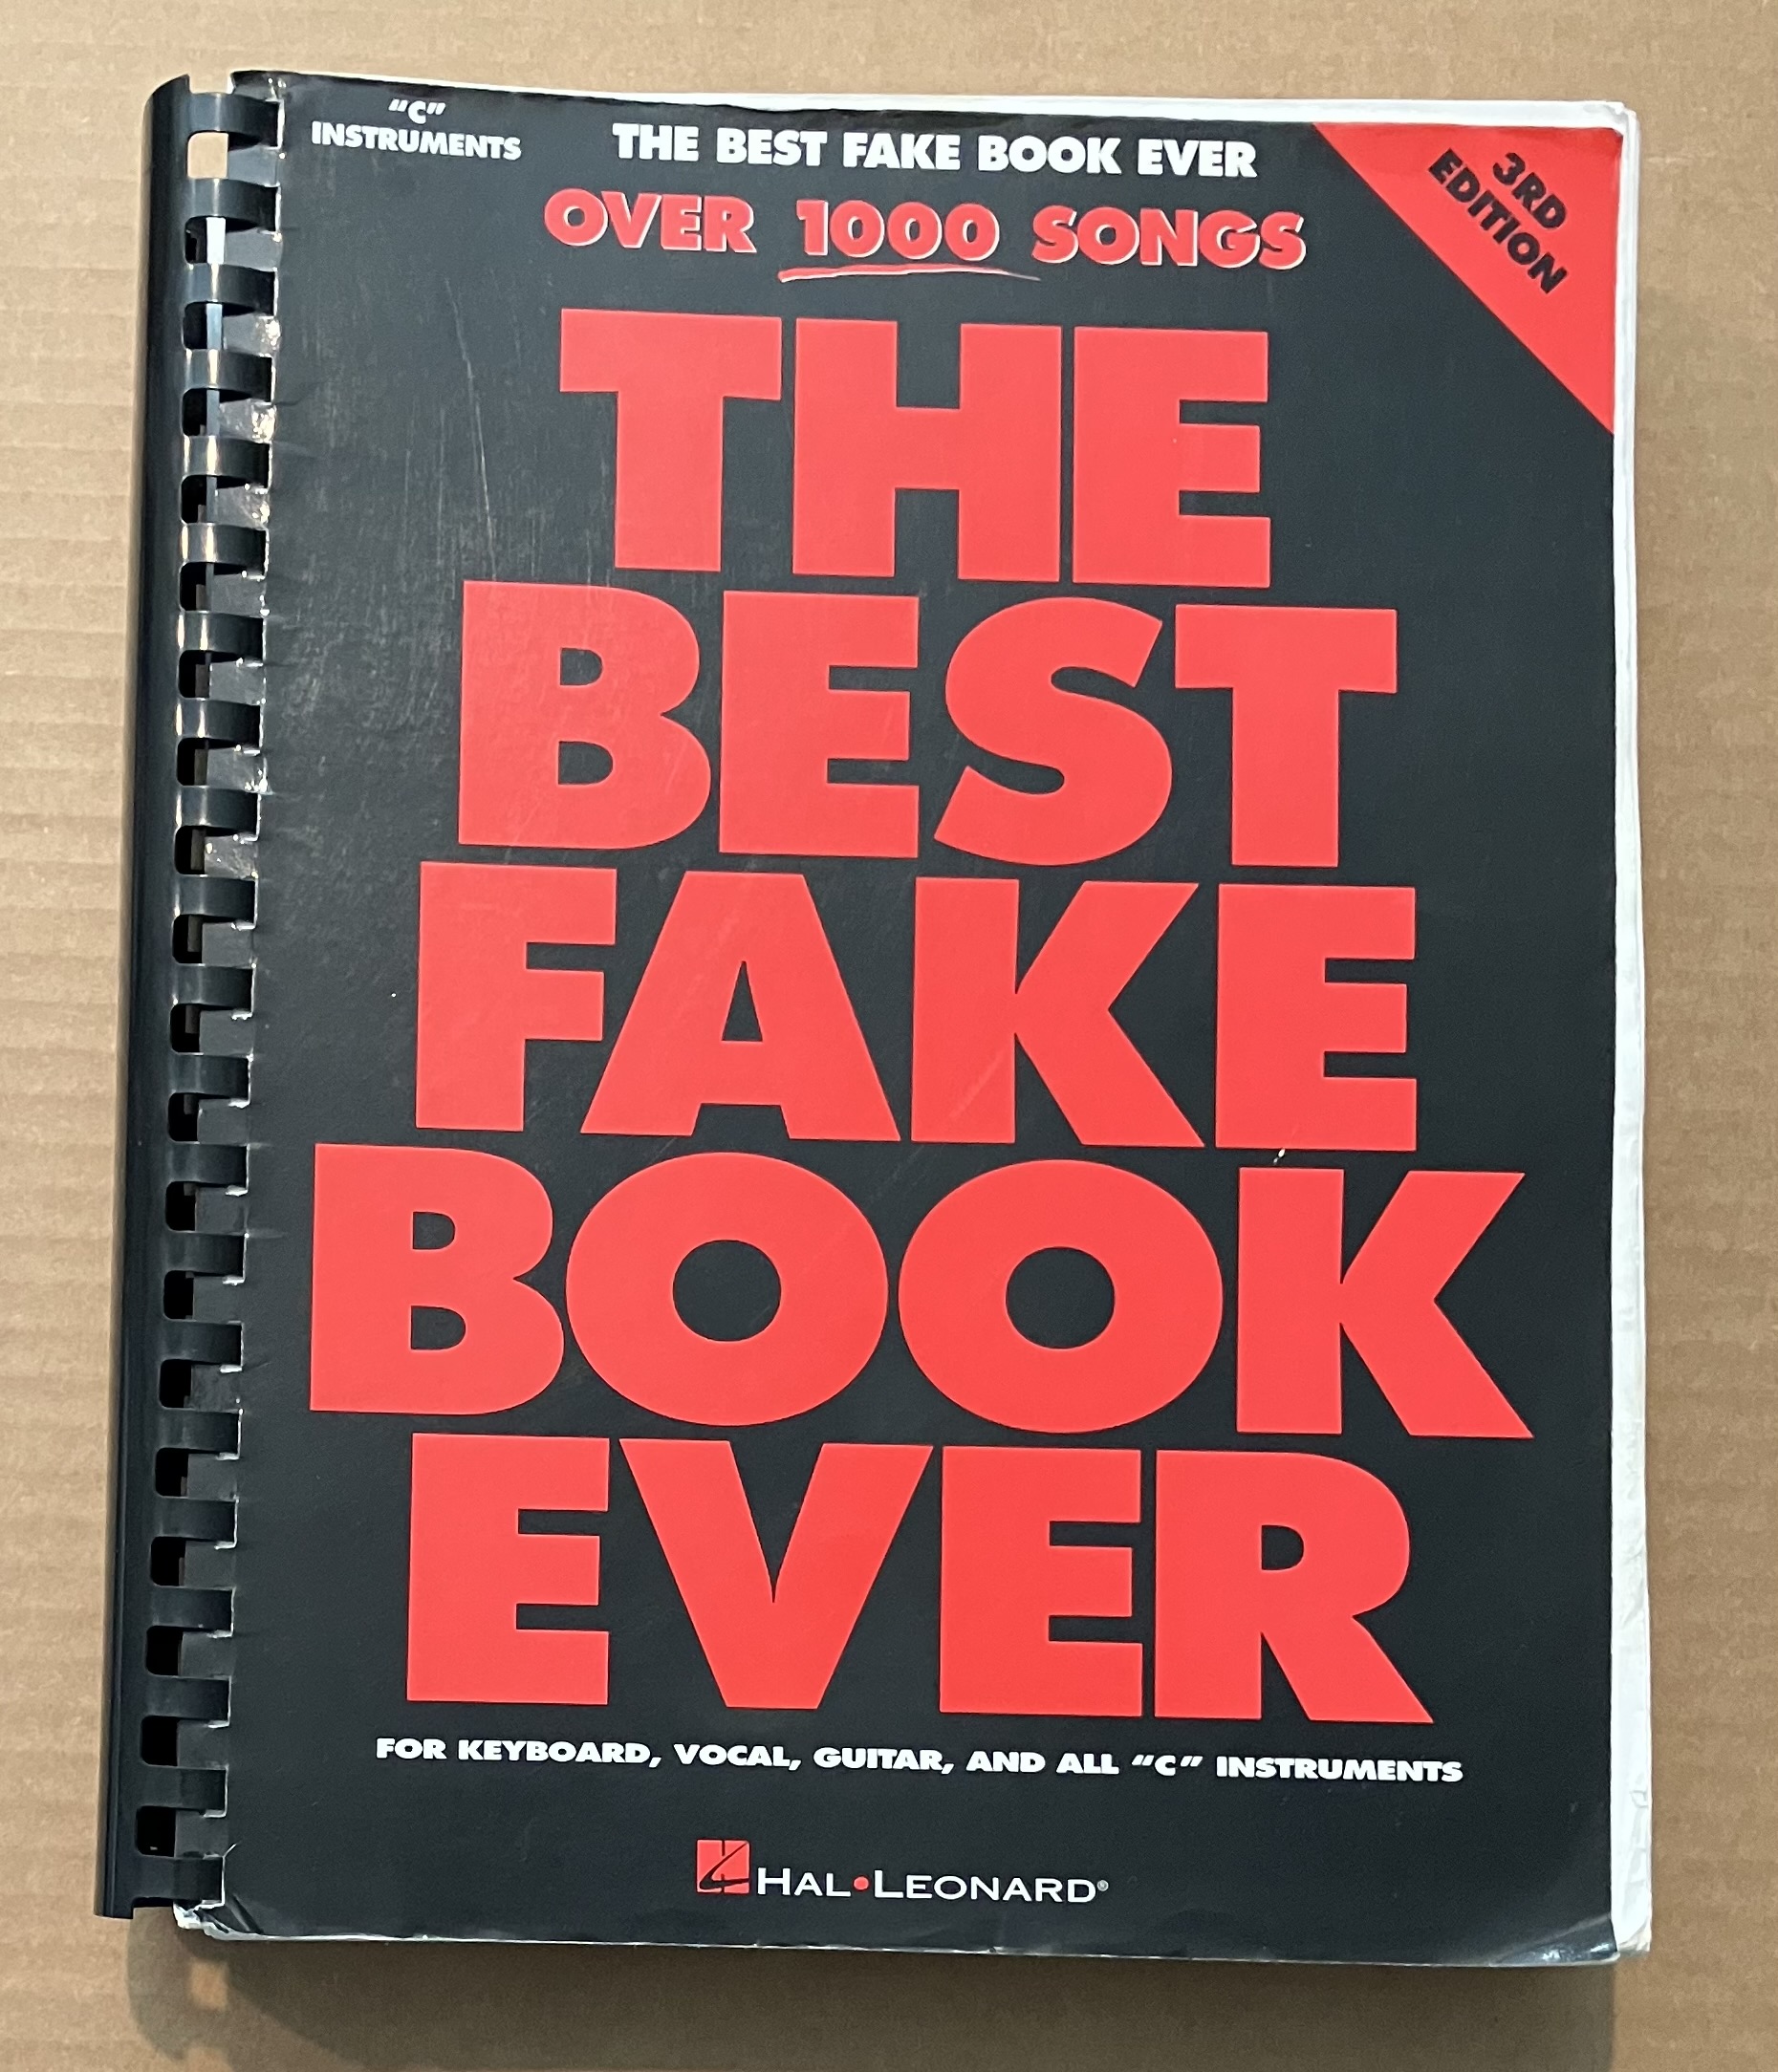 "C"
INSTRUMENTS
THE BEST FAKE BOOK EVER
OVER 1000 SONGS
3RD
EDITION
THE
BEST
FAKE
BOOK
EVER
FOR KEYBOARD, VOCAL, GUITAR, AND ALL "C" INSTRUMENTS
HAL•LEONARD®